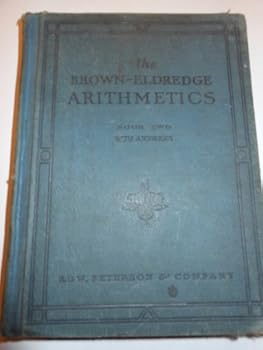 the
BROWN-ELDREDGE
ARITHMETICS
BOOK TWO
WITH ANSWERS
ROW, PETERSON & COMPANY